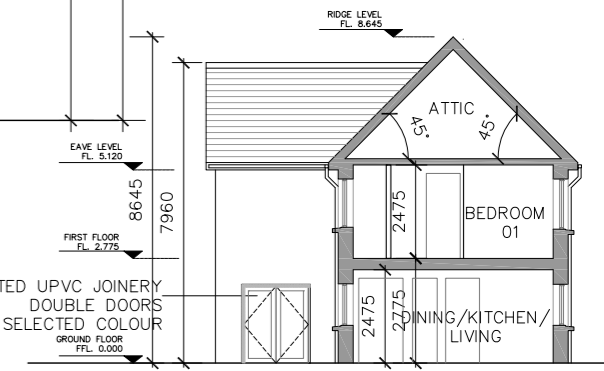 RIDGE LEVEL
FL. 8.645
ATTIC
45°
45°
EAVE LEVEL
FL. 5.120
8645
7960
2475
BEDROOM
01
FIRST FLOOR
FL. 2.775
TED UPVC JOINERY
DOUBLE DOORS
SELECTED COLOUR
2475
2775
DINING/KITCHEN/
LIVING
GROUND FLOOR
FFL. 0.000